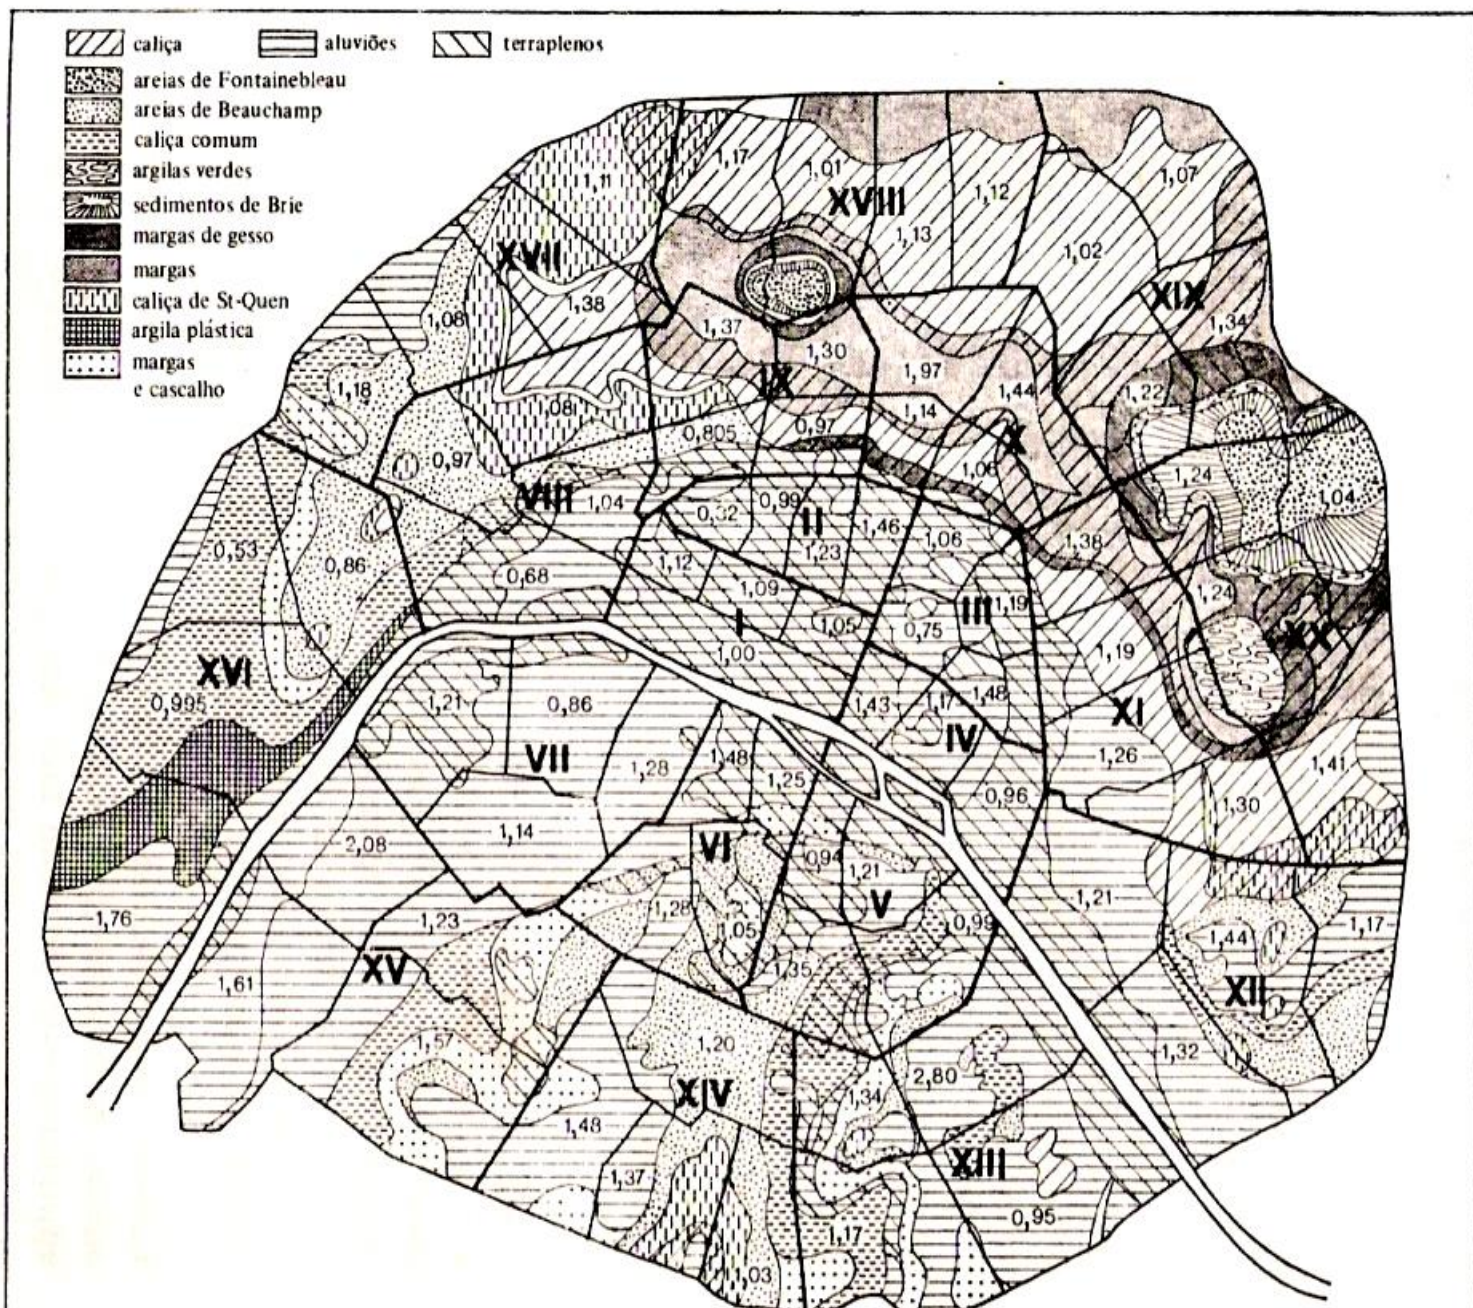 caliça aluviões terraplenos
areias de Fontainebleau
areias de Beauchamp
caliça comum
argilas verdes
sedimentos de Brie
margas de gesso
margas
caliça de St-Quen
argila plástica
margas
e cascalho
1,17
1,01
1,07
1,11
1,12
XVIII
1,13
1,02
XVII
XIX
1,38
1,08
1,37
1,34
1,30
1,97
IX
1,44
1,22
1,18
1,08
1,14
0,805
0,97
X
0,97
1,24
1,04
VIII
1,04
0,99
II
1,46
1,06
1,38
0,53
0,86
0,68
1,12
1,23
1,09
1,24
I
1,05
0,75
III
1,19
XX
1,00
1,19
XVI
0,995
1,21
0,86
1,43
1,17
1,48
XI
IV
VII
1,28
1,48
1,25
1,26
1,41
0,96
1,30
2,08
1,14
VI
0,94
1,21
1,76
1,23
1,28
1,05
V
0,99
1,21
1,44
1,17
XV
1,61
1,35
XII
1,57
1,20
1,32
2,80
XIV
1,34
1,48
XIII
1,37
0,95
1,17
1,03